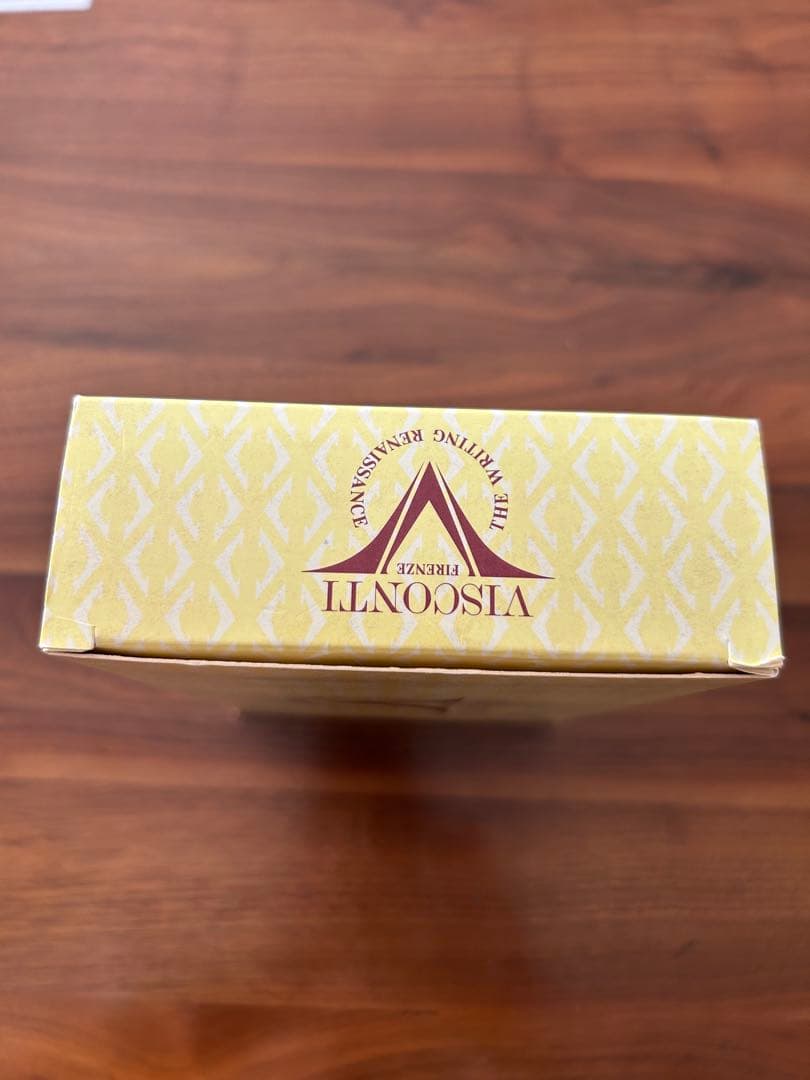 VISCONTI
FIRENZE
THE WRITING RENAISSANCE